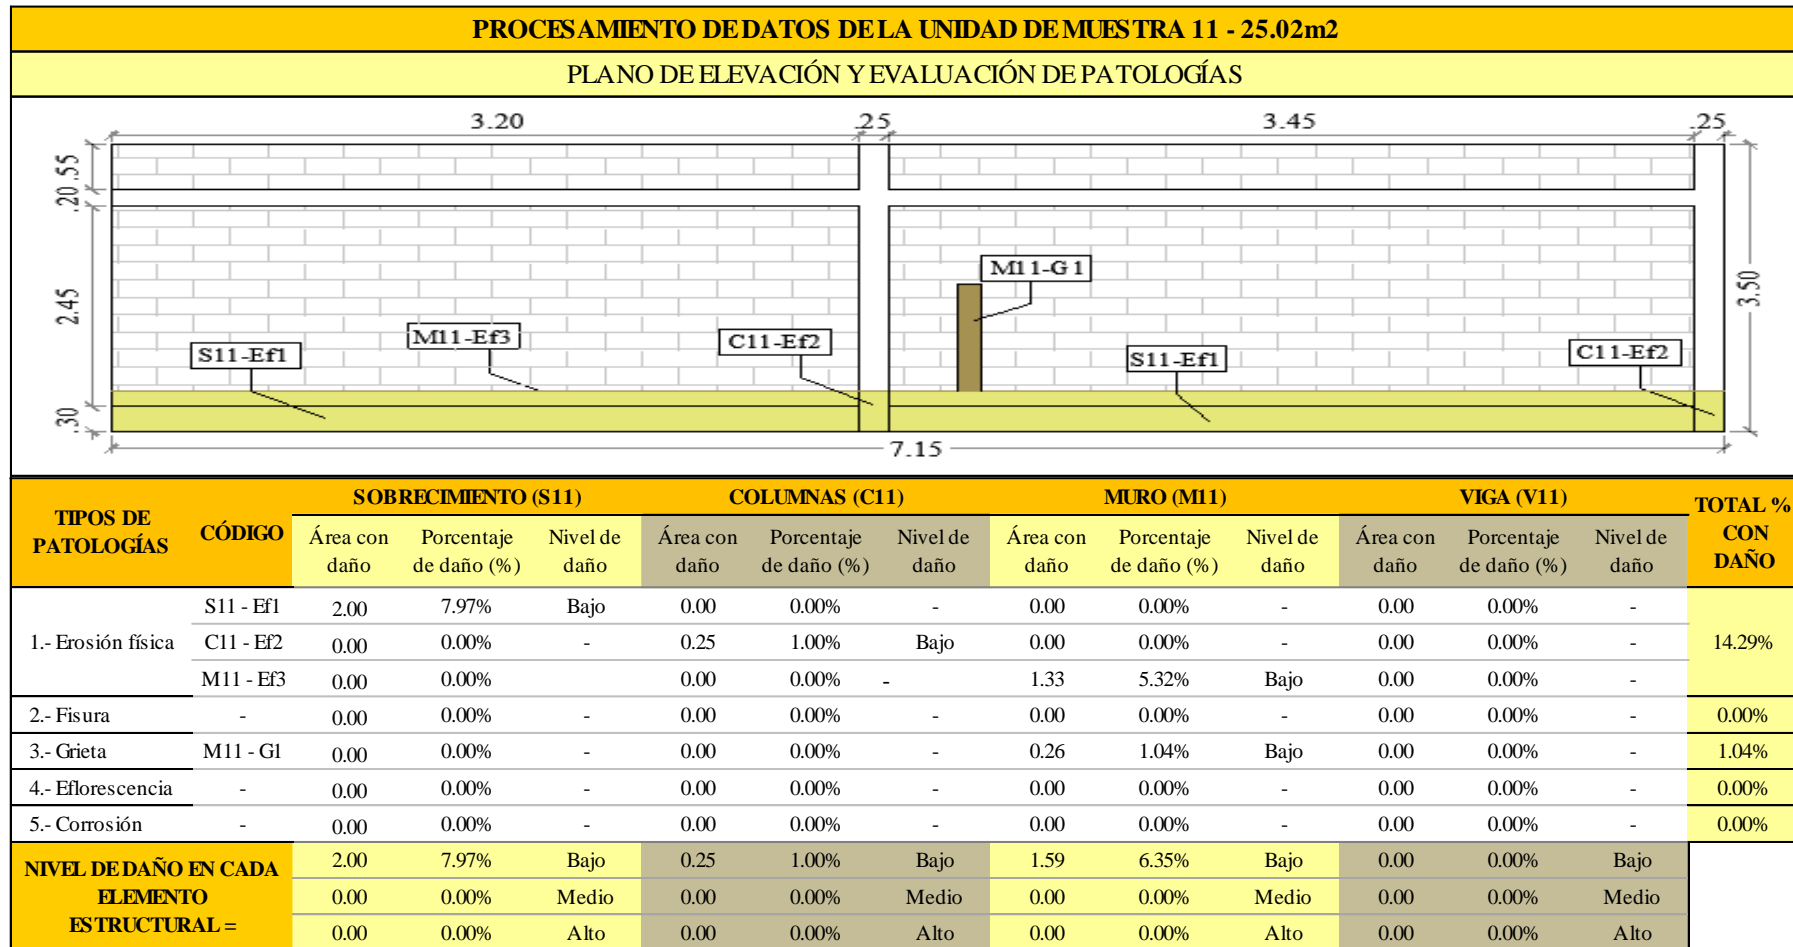 PROCESAMIENTO DE DATOS DE LA UNIDAD DE MUESTRA 11 - 25.02m2
PLANO DE ELEVACIÓN Y EVALUACIÓN DE PATOLOGÍAS
3.20 .25 3.45 .25
.55
.20
2.45
.30
3.50
M11-G1
S11-Ef1
M11-Ef3
C11-Ef2
S11-Ef1
C11-Ef2
7.15
TIPOS DE PATOLOGÍAS CÓDIGO SOBRECIMIENTO (S11) COLUMNAS (C11) MURO (M11) VIGA (V11) TOTAL % CON DAÑO
Área con daño Porcentaje de daño (%) Nivel de daño Área con daño Porcentaje de daño (%) Nivel de daño Área con daño Porcentaje de daño (%) Nivel de daño Área con daño Porcentaje de daño (%) Nivel de daño
1.- Erosión física S11 - Ef1 2.00 7.97% Bajo 0.00 0.00% - 0.00 0.00% - 0.00 0.00% - 14.29%
C11 - Ef2 0.00 0.00% - 0.25 1.00% Bajo 0.00 0.00% - 0.00 0.00% -
M11 - Ef3 0.00 0.00% 0.00 0.00% - 1.33 5.32% Bajo 0.00 0.00% -
2.- Fisura - 0.00 0.00% - 0.00 0.00% - 0.00 0.00% - 0.00 0.00% - 0.00%
3.- Grieta M11 - G1 0.00 0.00% - 0.00 0.00% - 0.26 1.04% Bajo 0.00 0.00% - 1.04%
4.- Eflorescencia - 0.00 0.00% - 0.00 0.00% - 0.00 0.00% - 0.00 0.00% - 0.00%
5.- Corrosión - 0.00 0.00% - 0.00 0.00% - 0.00 0.00% - 0.00 0.00% - 0.00%
NIVEL DE DAÑO EN CADA ELEMENTO ESTRUCTURAL = 2.00 7.97% Bajo 0.25 1.00% Bajo 1.59 6.35% Bajo 0.00 0.00% Bajo
0.00 0.00% Medio 0.00 0.00% Medio 0.00 0.00% Medio 0.00 0.00% Medio
0.00 0.00% Alto 0.00 0.00% Alto 0.00 0.00% Alto 0.00 0.00% Alto